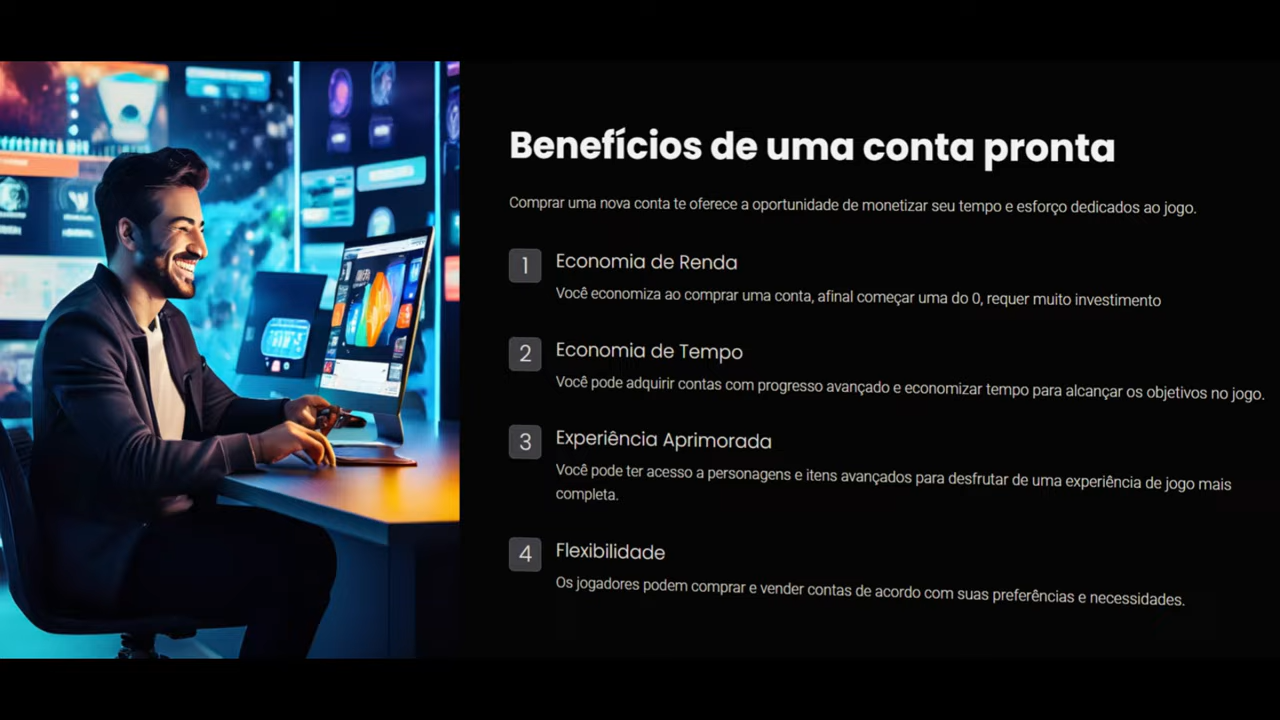 Benefícios de uma conta pronta
Comprar uma nova conta te oferece a oportunidade de monetizar seu tempo e esforço dedicados ao jogo.
1 Economia de Renda
Você economiza ao comprar uma conta, afinal começar uma do 0, requer muito investimento
2 Economia de Tempo
Você pode adquirir contas com progresso avançado e economizar tempo para alcançar os objetivos no jogo.
3 Experiência Aprimorada
Você pode ter acesso a personagens e itens avançados para desfrutar de uma experiência de jogo mais
completa.
4 Flexibilidade
Os jogadores podem comprar e vender contas de acordo com suas preferências e necessidades.